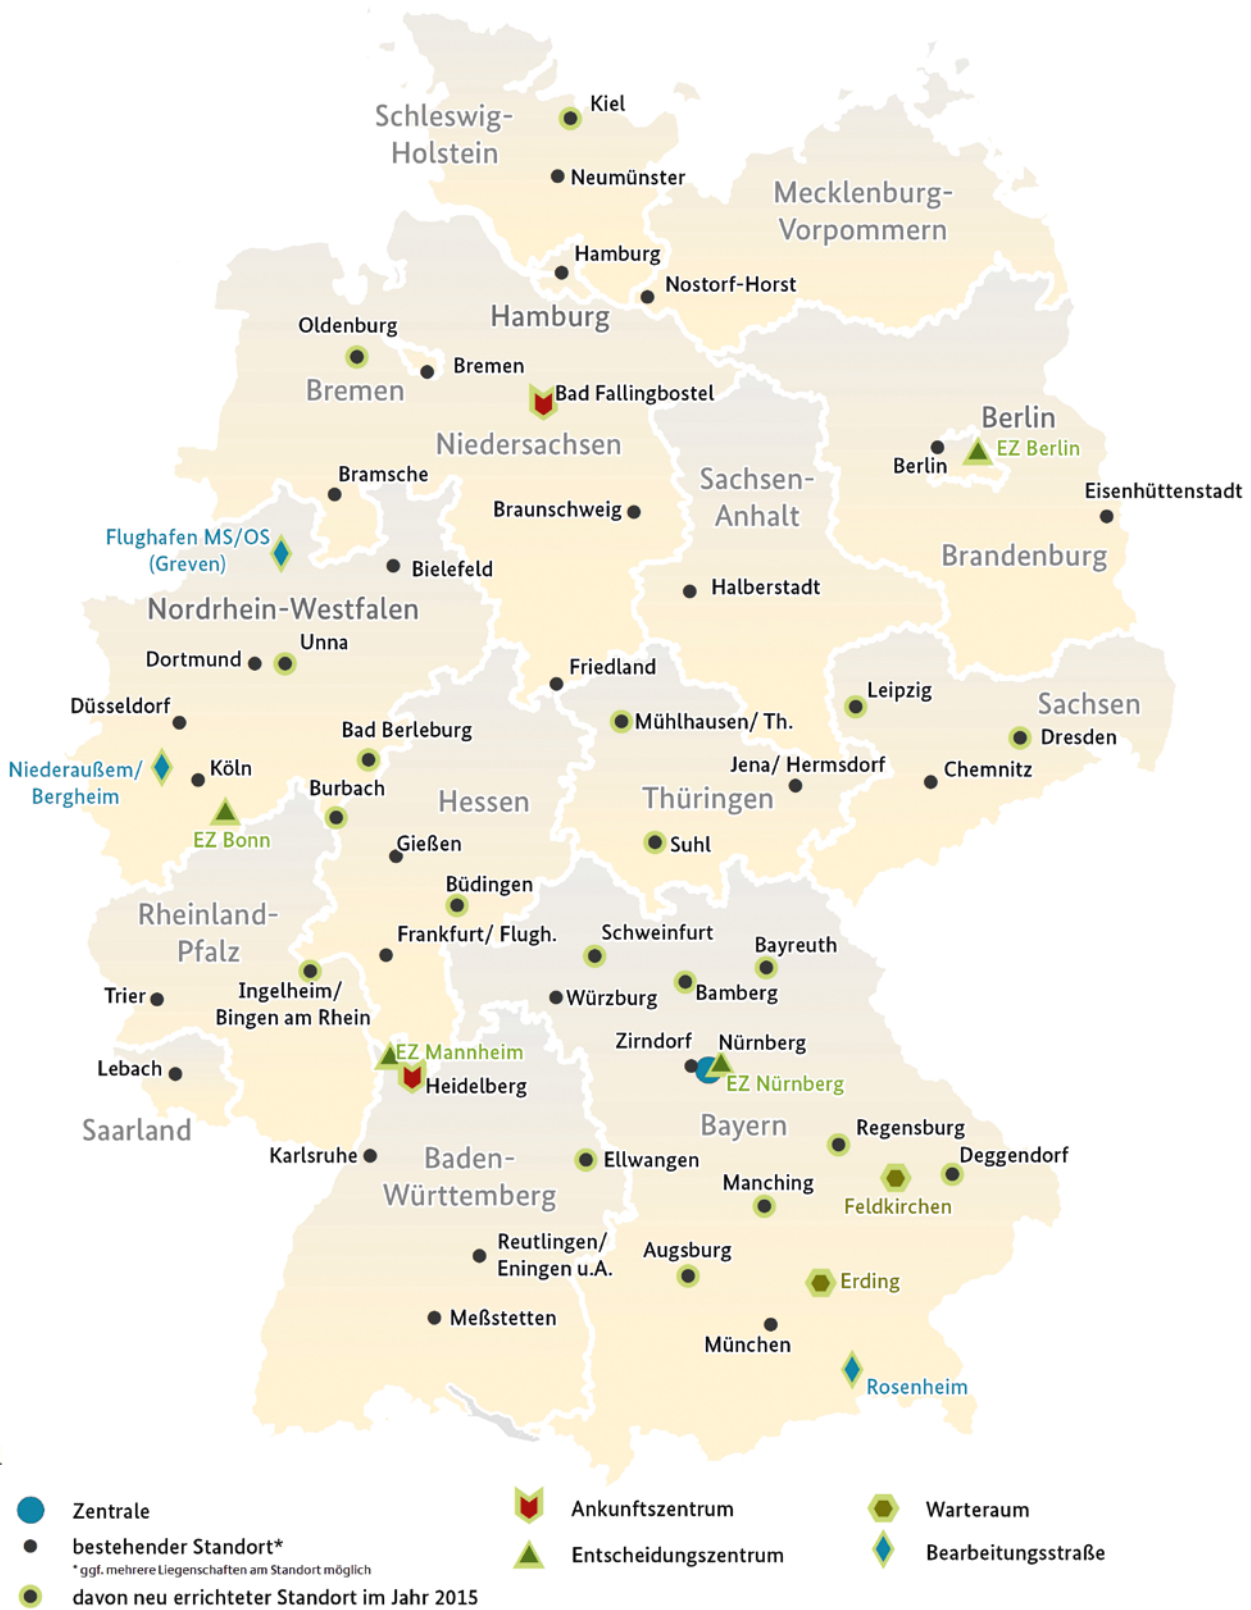 Kiel
Schleswig-
Holstein
Neumünster
Mecklenburg-
Vorpommern
Hamburg
Nostorf-Horst
Hamburg
Oldenburg
Bremen
Bremen
Bad Fallingbostel
Niedersachsen
Berlin
EZ Berlin
Berlin
Bramsche
Sachsen-
Anhalt
Eisenhüttenstadt
Braunschweig
Flughafen MS/OS
(Greven)
Brandenburg
Bielefeld
Halberstadt
Nordrhein-Westfalen
Unna
Dortmund
Friedland
Leipzig
Sachsen
Düsseldorf
Mühlhausen/ Th.
Bad Berleburg
Dresden
Niederaußem/
Bergheim
Köln
Jena/ Hermsdorf
Chemnitz
Burbach
Hessen
Thüringen
EZ Bonn
Gießen
Suhl
Büdingen
Rheinland-
Pfalz
Frankfurt/ Flugh.
Schweinfurt
Bayreuth
Trier
Ingelheim/
Bingen am Rhein
Würzburg
Bamberg
Zirndorf
Nürnberg
EZ Mannheim
Lebach
Heidelberg
EZ Nürnberg
Saarland
Bayern
Regensburg
Karlsruhe
Baden-
Württemberg
Ellwangen
Deggendorf
Manching
Feldkirchen
Reutlingen/
Eningen u.A.
Augsburg
Erding
Meßstetten
München
Rosenheim
Zentrale
bestehender Standort*
* ggf. mehrere Liegenschaften am Standort möglich
davon neu errichteter Standort im Jahr 2015
Ankunftszentrum
Entscheidungszentrum
Warteraum
Bearbeitungsstraße